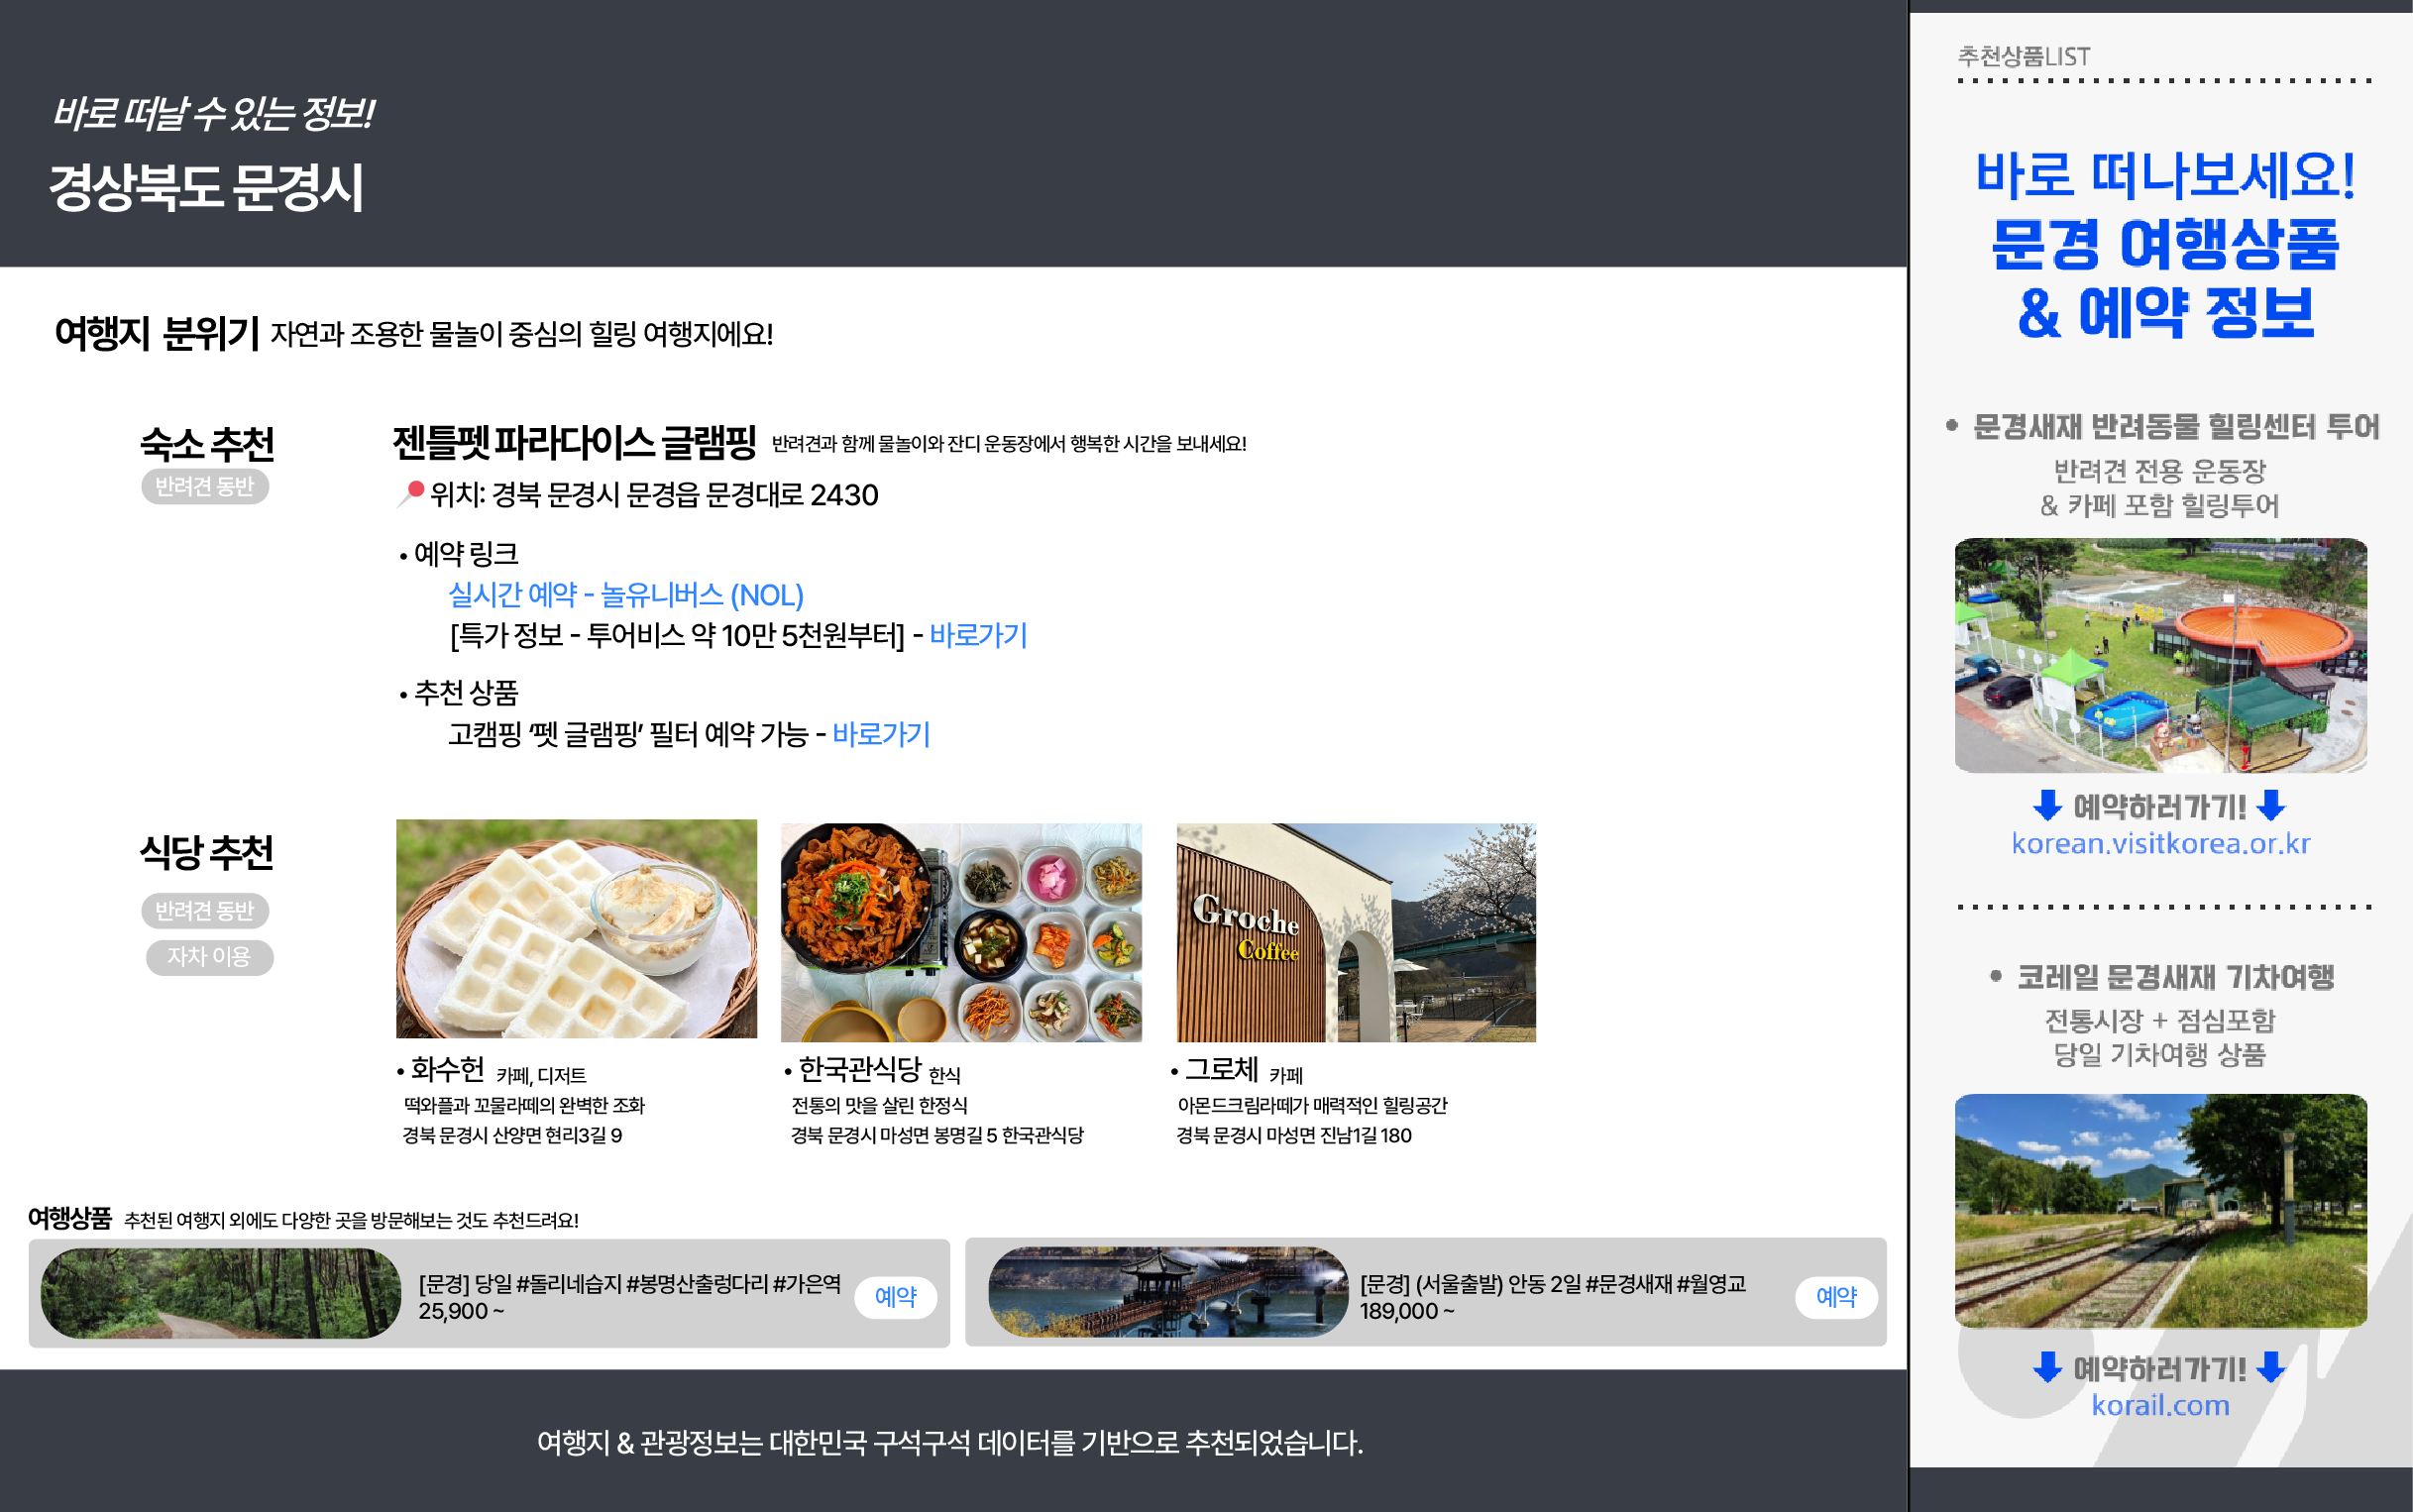 바로 떠날 수 있는 정보!
경상북도 문경시
여행지 분위기 자연과 조용한 물놀이 중심의 힐링 여행지에요!
숙소 추천
반려견 동반
젠틀펫 파라다이스 글램핑 반려견과 함께 물놀이와 잔디 운동장에서 행복한 시간을 보내세요!
위치: 경북 문경시 문경읍 문경대로 2430
• 예약 링크
실시간 예약 - 놀유니버스 (NOL)
[특가 정보 - 투어비스 약 10만 5천원부터] - 바로가기
• 추천 상품
고캠핑 ‘펫 글램핑’ 필터 예약 가능 - 바로가기
식당 추천
반려견 동반
자차 이용
Groche
Coffee
• 화수헌 카페, 디저트
떡와플과 꼬물라떼의 완벽한 조화
경북 문경시 산양면 현리3길 9
• 한국관식당 한식
전통의 맛을 살린 한정식
경북 문경시 마성면 봉명길 5 한국관식당
• 그로체 카페
아몬드크림라떼가 매력적인 힐링공간
경북 문경시 마성면 진남1길 180
여행상품 추천된 여행지 외에도 다양한 곳을 방문해보는 것도 추천드려요!
[문경] 당일 #돌리네습지 #봉명산출렁다리 #가은역
25,900 ~
예약
[문경] (서울출발) 안동 2일 #문경새재 #월영교
189,000 ~
예약
여행지 & 관광정보는 대한민국 구석구석 데이터를 기반으로 추천되었습니다.
추천상품LIST
바로 떠나보세요!
문경 여행상품
& 예약 정보
• 문경새재 반려동물 힐링센터 투어
반려견 전용 운동장
& 카페 포함 힐링투어
예약하러가기!
korean.visitkorea.or.kr
• 코레일 문경새재 기차여행
전통시장 + 점심포함
당일 기차여행 상품
예약하러가기!
korail.com